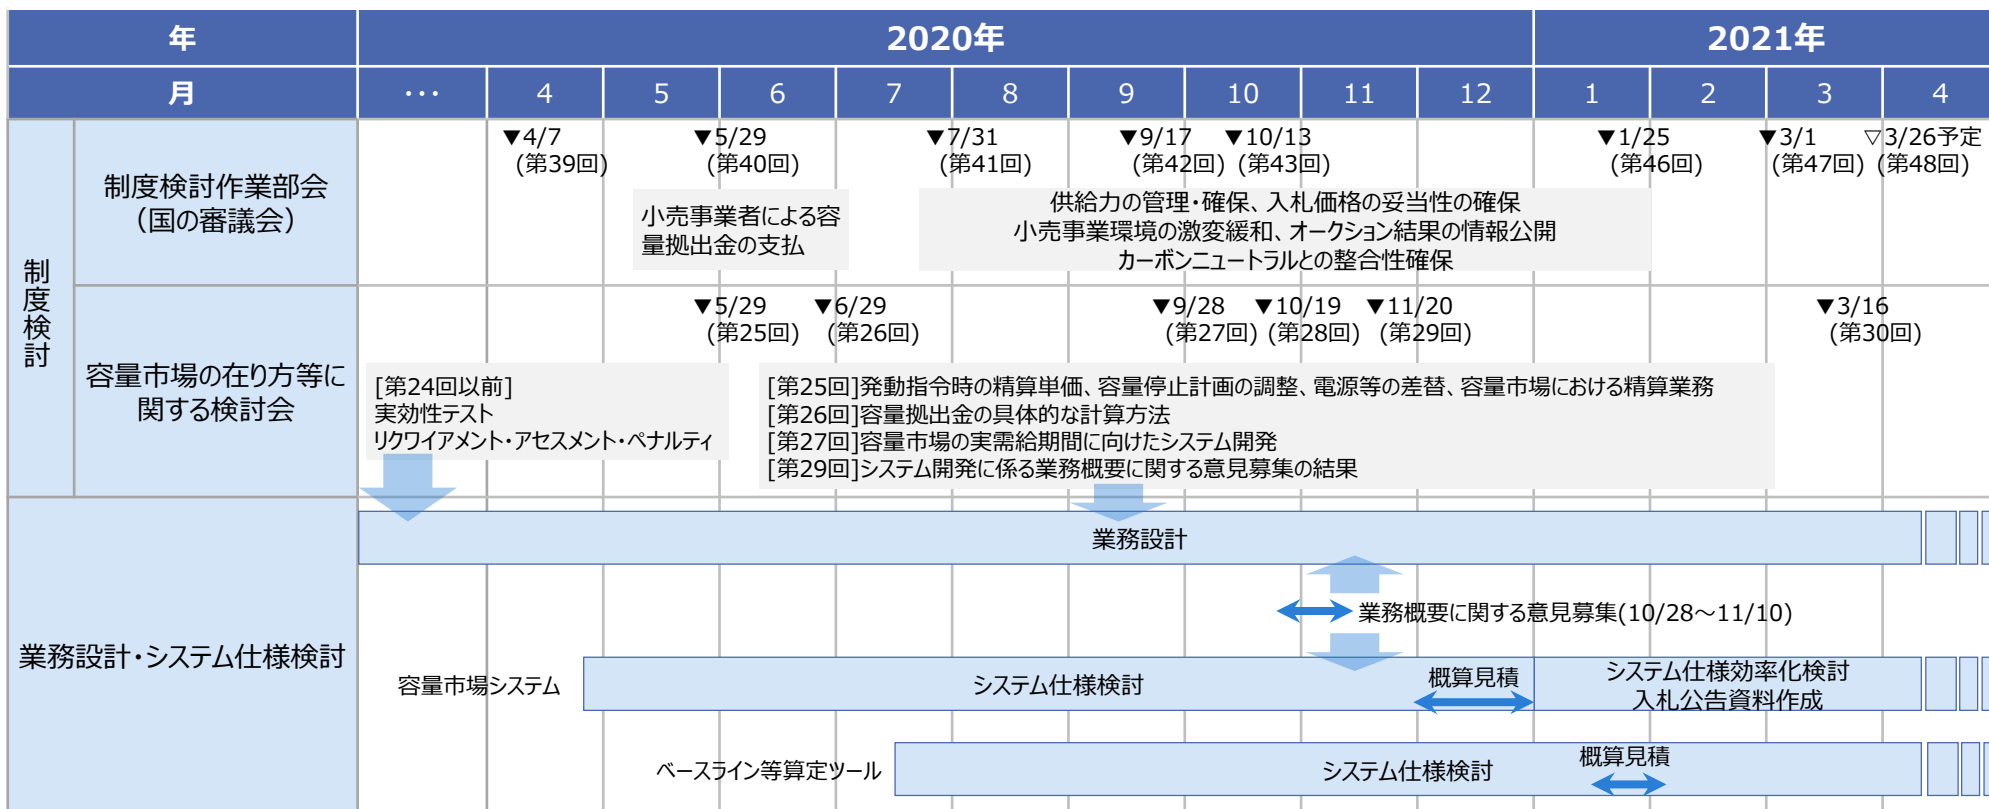 年
2020年
2021年
月
･･･
4
5
6
7
8
9
10
11
12
1
2
3
4
制度検討
制度検討作業部会
（国の審議会）
▼4/7
(第39回)
▼5/29
(第40回)
▼7/31
(第41回)
▼9/17
(第42回)
▼10/13
(第43回)
▼1/25
(第46回)
▼3/1
(第47回)
▽3/26予定
(第48回)
小売事業者による容
量拠出金の支払
供給力の管理・確保、入札価格の妥当性の確保
小売事業環境の激変緩和、オークション結果の情報公開
カーボンニュートラルとの整合性確保
容量市場の在り方等に
関する検討会
▼5/29
(第25回)
▼6/29
(第26回)
▼9/28
(第27回)
▼10/19
(第28回)
▼11/20
(第29回)
▼3/16
(第30回)
[第24回以前]
実効性テスト
リクワイアメント・アセスメント・ペナルティ
[第25回]発動指令時の精算単価、容量停止計画の調整、電源等の差替、容量市場における精算業務
[第26回]容量拠出金の具体的な計算方法
[第27回]容量市場の実需給期間に向けたシステム開発
[第29回]システム開発に係る業務概要に関する意見募集の結果
業務設計・システム仕様検討
業務設計
業務概要に関する意見募集(10/28～11/10)
容量市場システム
システム仕様検討
概算見積
システム仕様効率化検討
入札公告資料作成
ベースライン等算定ツール
システム仕様検討
概算見積